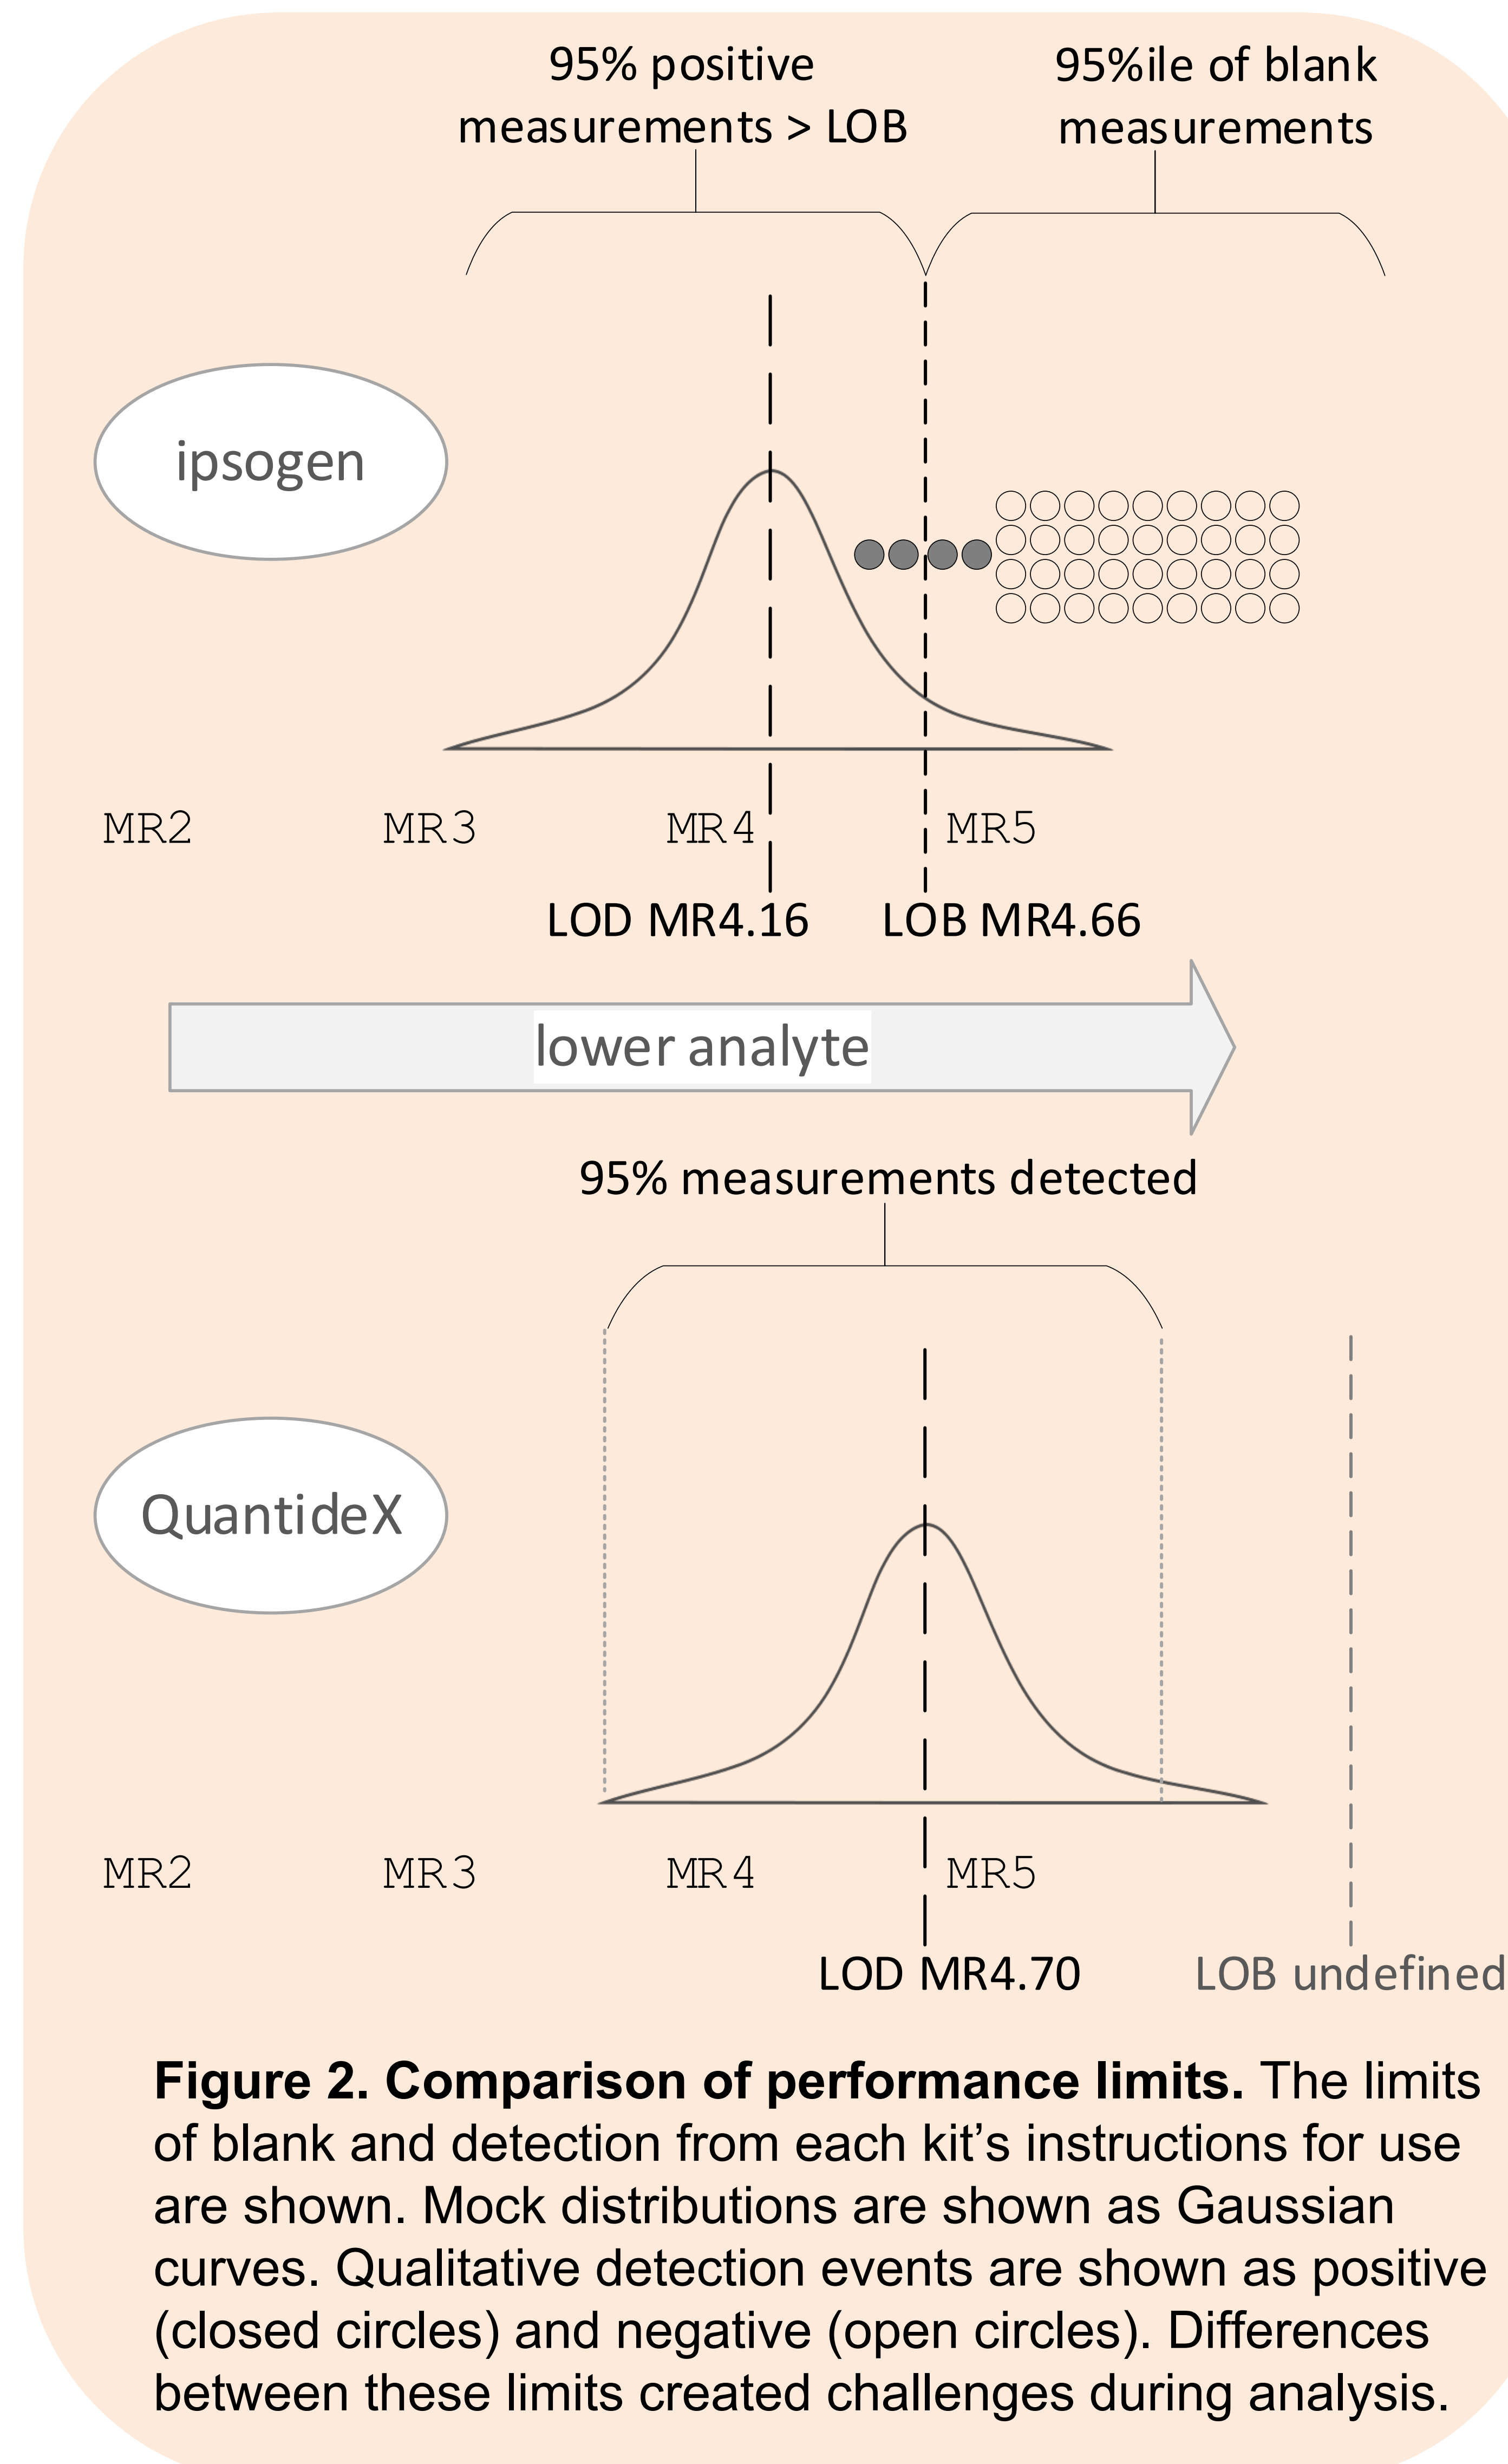 95% positive
measurements > LOB
95%ile of blank
measurements
ipsogen
MR2 MR3 MR4 MR5
LOD MR4.16 LOB MR4.66
lower analyte
95% measurements detected
QuantideX
MR2 MR3 MR4 MR5
LOD MR4.70 LOB undefined
Figure 2. Comparison of performance limits. The limits
of blank and detection from each kit’s instructions for use
are shown. Mock distributions are shown as Gaussian
curves. Qualitative detection events are shown as positive
(closed circles) and negative (open circles). Differences
between these limits created challenges during analysis.